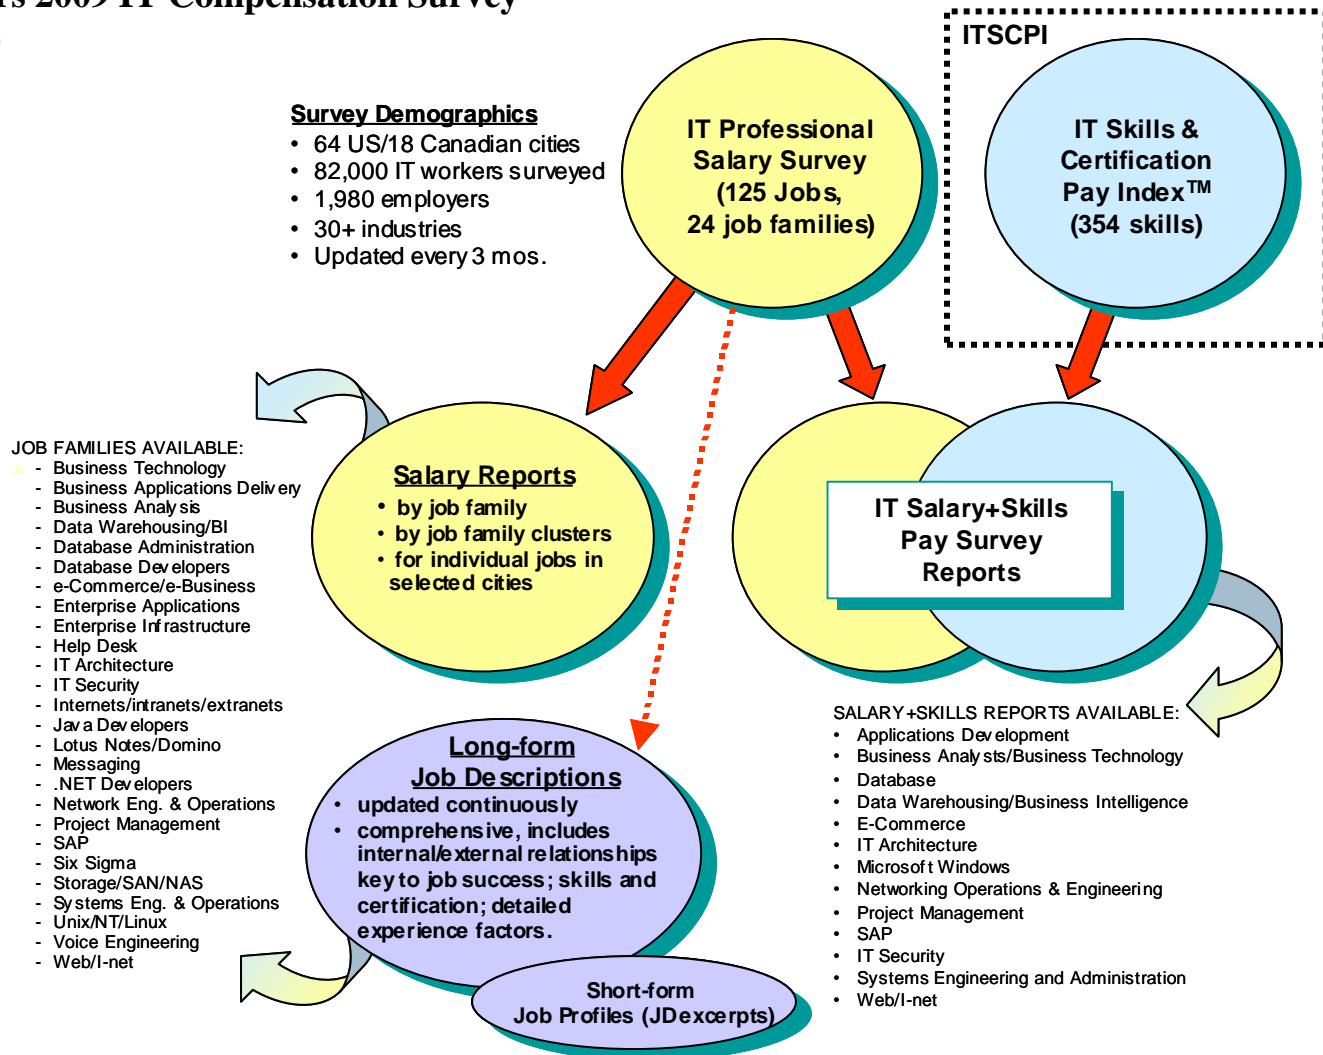 rs 2009 IT Compensation Survey
ITSCPI
Survey Demographics
• 64 US/18 Canadian cities
• 82,000 IT workers surveyed
• 1,980 employers
• 30+ industries
• Updated every 3 mos.
IT Professional
Salary Survey
(125 Jobs,
24 job families)
IT Skills &
Certification
Pay Index™
(354 skills)
JOB FAMILIES AVAILABLE:
- Business Technology
- Business Applications Delivery
- Business Analysis
- Data Warehousing/BI
- Database Administration
- Database Developers
- e-Commerce/e-Business
- Enterprise Applications
- Enterprise Infrastructure
- Help Desk
- IT Architecture
- IT Security
- Internets/intranets/extranets
- Java Developers
- Lotus Notes/Domino
- Messaging
- .NET Developers
- Network Eng. & Operations
- Project Management
- SAP
- Six Sigma
- Storage/SAN/NAS
- Systems Eng. & Operations
- Unix/NT/Linux
- Voice Engineering
- Web/I-net
Salary Reports
• by job family
• by job family clusters
• for individual jobs in
selected cities
IT Salary+Skills
Pay Survey
Reports
Long-form
Job Descriptions
• updated continuously
• comprehensive, includes
internal/external relationships
key to job success; skills and
certification; detailed
experience factors.
Short-form
Job Profiles (JD excerpts)
SALARY+SKILLS REPORTS AVAILABLE:
• Applications Development
• Business Analysts/Business Technology
• Database
• Data Warehousing/Business Intelligence
• E-Commerce
• IT Architecture
• Microsoft Windows
• Networking Operations & Engineering
• Project Management
• SAP
• IT Security
• Systems Engineering and Administration
• Web/I-net